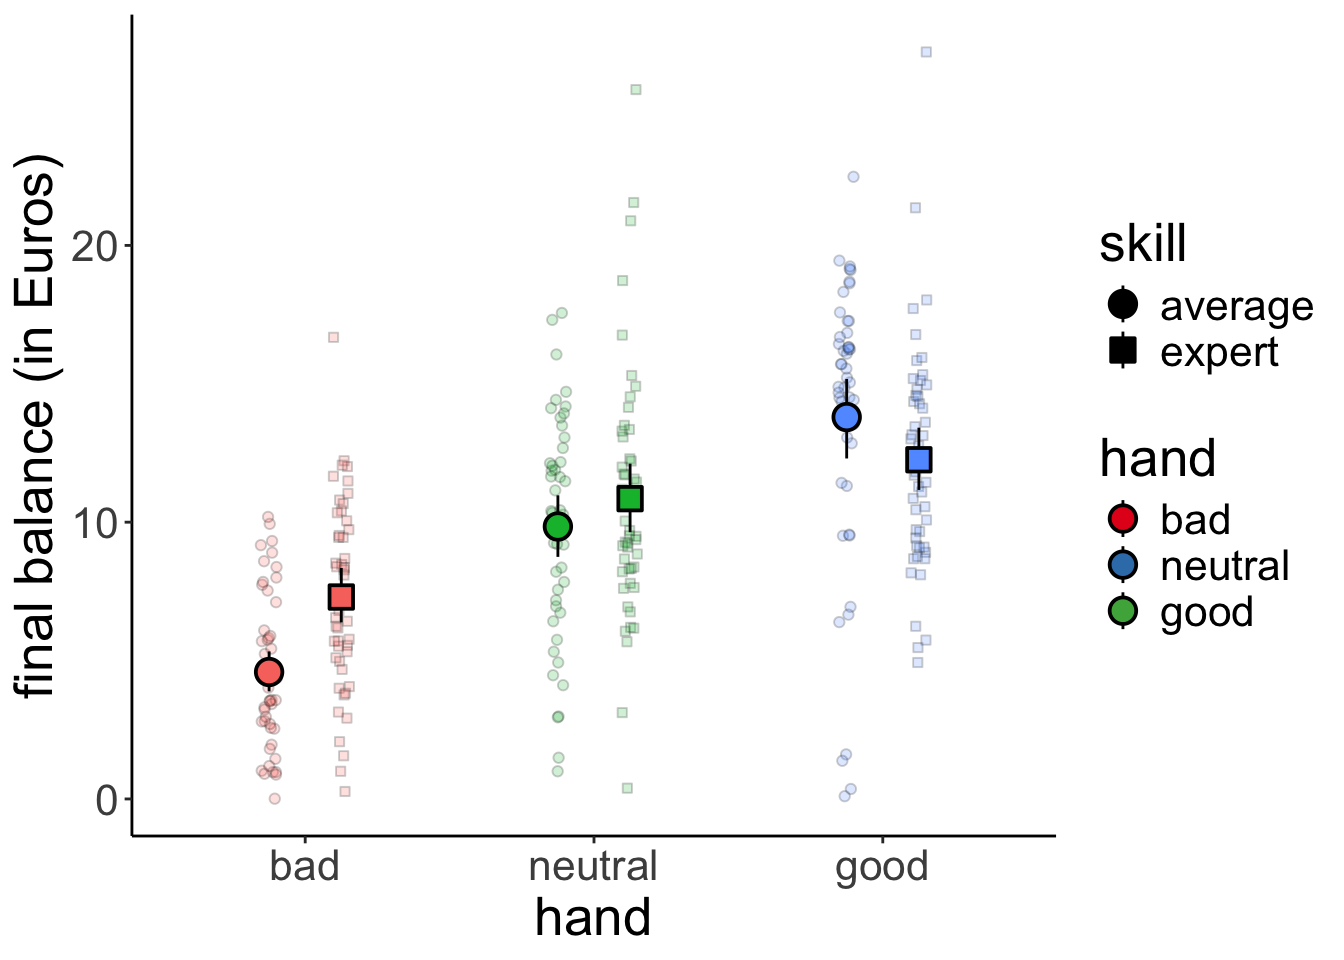 final balance (in Euros)
20
10
0
bad
neutral
good
hand
skill
average
expert
hand
bad
neutral
good